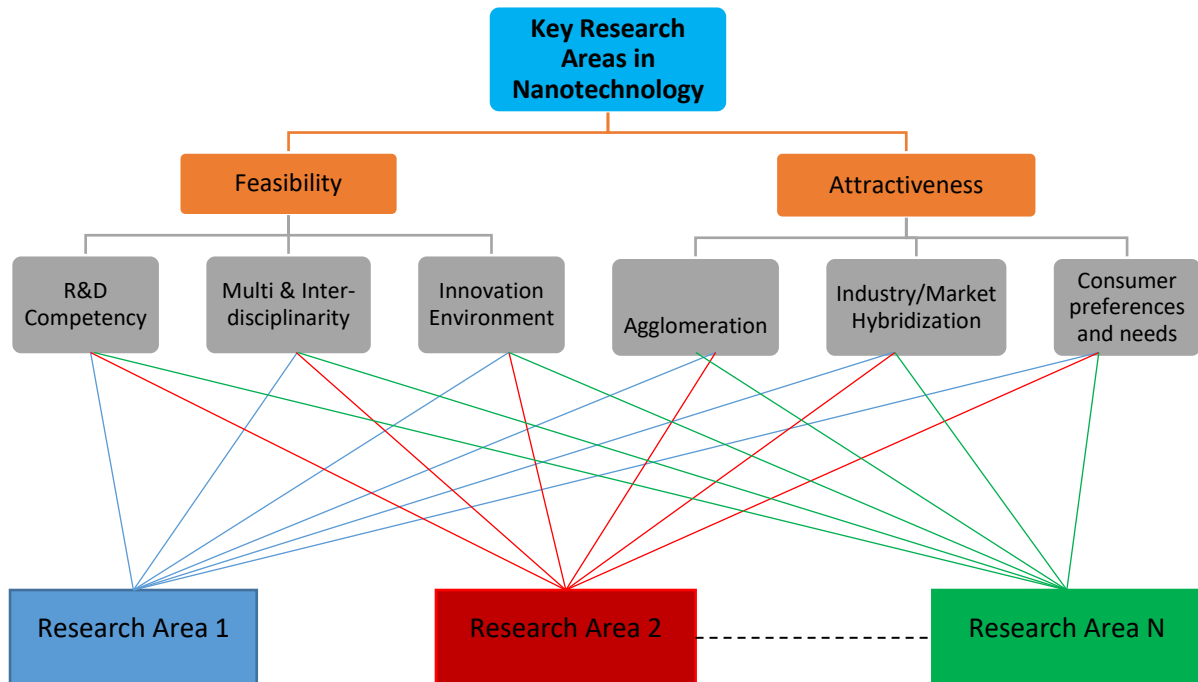 Key Research
Areas in
Nanotechnology
Feasibility
Attractiveness
R&D
Competency
Multi & Inter-
disciplinarity
Innovation
Environment
Agglomeration
Industry/Market
Hybridization
Consumer
preferences
and needs
Research Area 1
Research Area 2
Research Area N